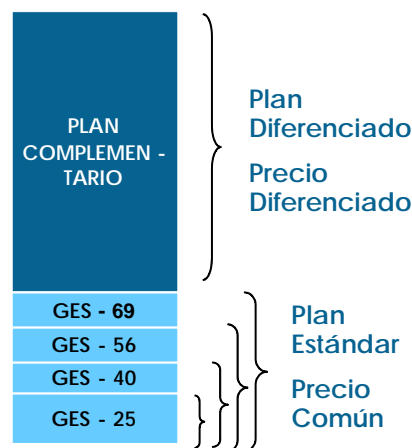 PLAN
COMPLEMEN -
TARIO
Plan
Diferenciado
Precio
Diferenciado
GES - 69
GES - 56
GES - 40
GES - 25
Plan
Estándar
Precio
Común